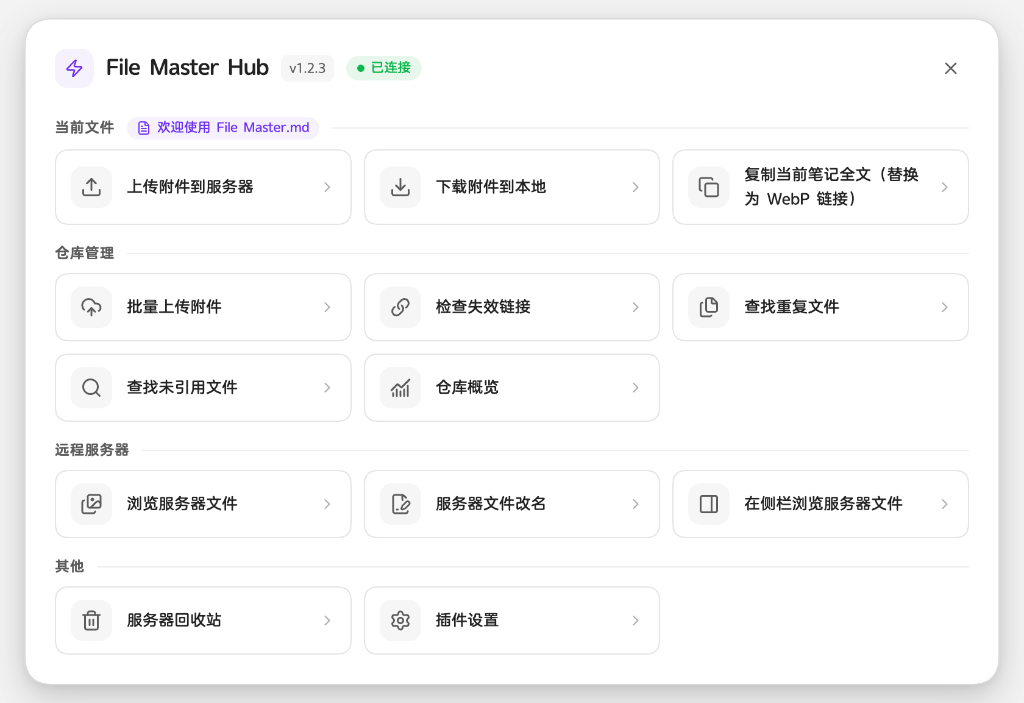 File Master Hub v1.2.3 已连接
当前文件 欢迎使用 File Master.md
上传附件到服务器
下载附件到本地
复制当前笔记全文（替换
为 WebP 链接）
仓库管理
批量上传附件
检查失效链接
查找重复文件
查找未引用文件
仓库概览
远程服务器
浏览服务器文件
服务器文件改名
在侧栏浏览服务器文件
其他
服务器回收站
插件设置